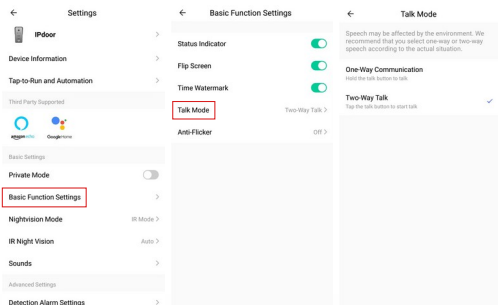 Settings
IPdoor
Device Information
Tap-to-Run and Automation
Third Party Supported
amazon echo
Google Home
Basic Settings
Private Mode
Basic Function Settings
Nightvision Mode
IR Mode
IR Night Vision
Auto
Sounds
Advanced Settings
Detection Alarm Settings
Basic Function Settings
Status Indicator
Flip Screen
Time Watermark
Talk Mode
Two-Way Talk
Anti-Flicker
Off
Talk Mode
Speech may be affected by the environment. We
recommend that you select one-way or two-way
speech according to the actual situation.
One-Way Communication
Hold the talk button to talk
Two-Way Talk
Tap the talk button to start talk